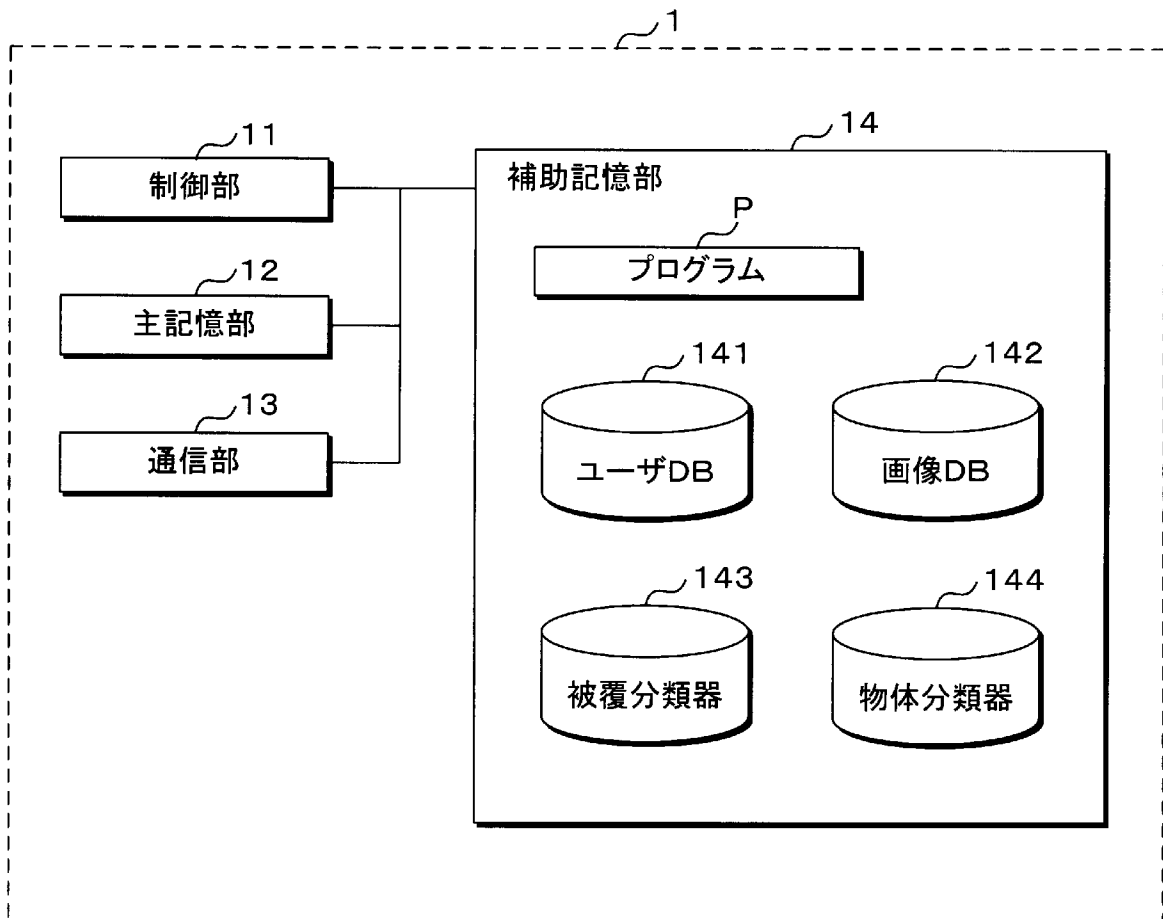 1
11
制御部
12
主記憶部
13
通信部
14
補助記憶部
P
プログラム
141
ユーザDB
142
画像DB
143
被覆分類器
144
物体分類器